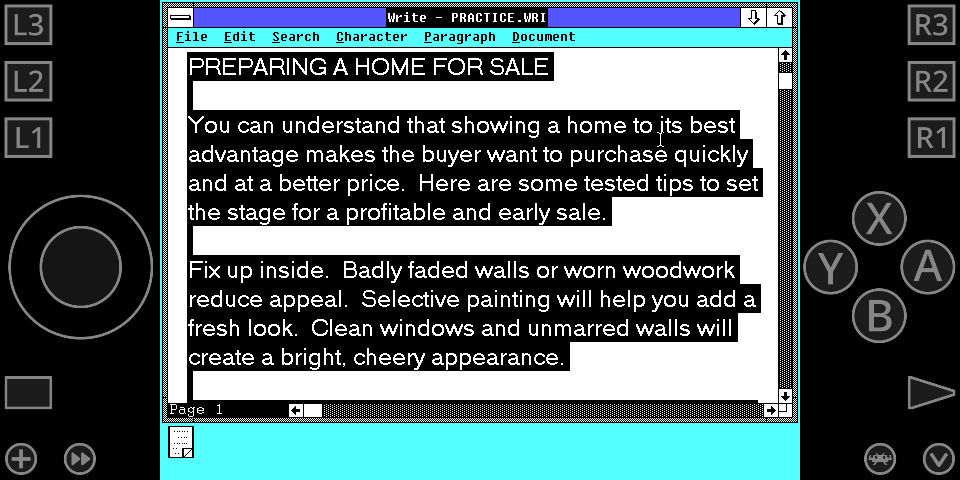 L3
R3
L2
R2
L1
R1
X
Y
A
B
Write - PRACTICE.WRI
File Edit Search Character Paragraph Document
PREPARING A HOME FOR SALE
You can understand that showing a home to its best
advantage makes the buyer want to purchase quickly
and at a better price.  Here are some tested tips to set
the stage for a profitable and early sale.
Fix up inside.  Badly faded walls or worn woodwork
reduce appeal.  Selective painting will help you add a
fresh look.  Clean windows and unmarred walls will
create a bright, cheery appearance.
Page 1